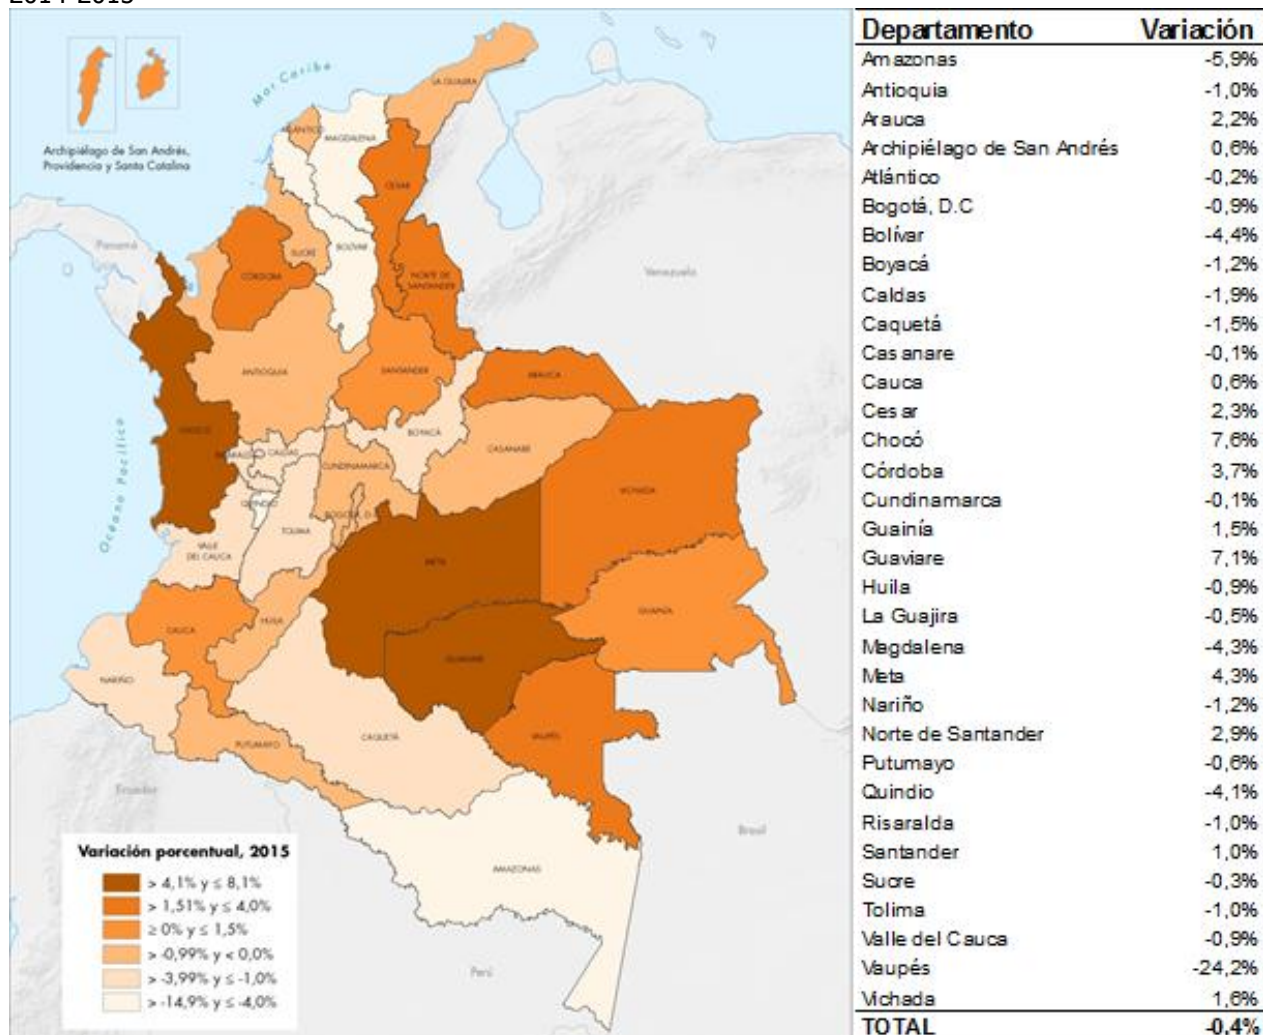 2014-2015
Mar Caribe
Archipiélago de San Andrés,
Providencia y Santa Catalina
LA GUAJIRA
ATLÁNTICO
MAGDALENA
CESAR
Panamá
SUCRE
BOLÍVAR
CÓRDOBA
NORTE DE
SANTANDER
Venezuela
ANTIOQUIA
SANTANDER
ARAUCA
Océano Pacífico
CHOCÓ
BOYACÁ
CASANARE
RISARALDA
CALDAS
CUNDINAMARCA
VICHADA
QUINDÍO
BOGOTÁ, D.C.
TOLIMA
VALLE
DEL CAUCA
META
GUAINÍA
CAUCA
HUILA
GUAVIARE
NARIÑO
CAQUETÁ
VAUPÉS
PUTUMAYO
Ecuador
Brasil
AMAZONAS
Perú
Variación porcentual, 2015
> 4,1% y ≤ 8,1%
> 1,51% y ≤ 4,0%
≥ 0% y ≤ 1,5%
> -0,99% y < 0,0%
> -3,99% y ≤ -1,0%
> -14,9% y ≤ -4,0%
Departamento Variación
Amazonas -5,9%
Antioquia -1,0%
Arauca 2,2%
Archipiélago de San Andrés 0,6%
Atlántico -0,2%
Bogotá, D.C -0,9%
Bolívar -4,4%
Boyacá -1,2%
Caldas -1,9%
Caquetá -1,5%
Casanare -0,1%
Cauca 0,6%
Cesar 2,3%
Chocó 7,6%
Córdoba 3,7%
Cundinamarca -0,1%
Guainía 1,5%
Guaviare 7,1%
Huila -0,9%
La Guajira -0,5%
Magdalena -4,3%
Meta 4,3%
Nariño -1,2%
Norte de Santander 2,9%
Putumayo -0,6%
Quindio -4,1%
Risaralda -1,0%
Santander 1,0%
Sucre -0,3%
Tolima -1,0%
Valle del Cauca -0,9%
Vaupés -24,2%
Vichada 1,6%
TOTAL -0,4%